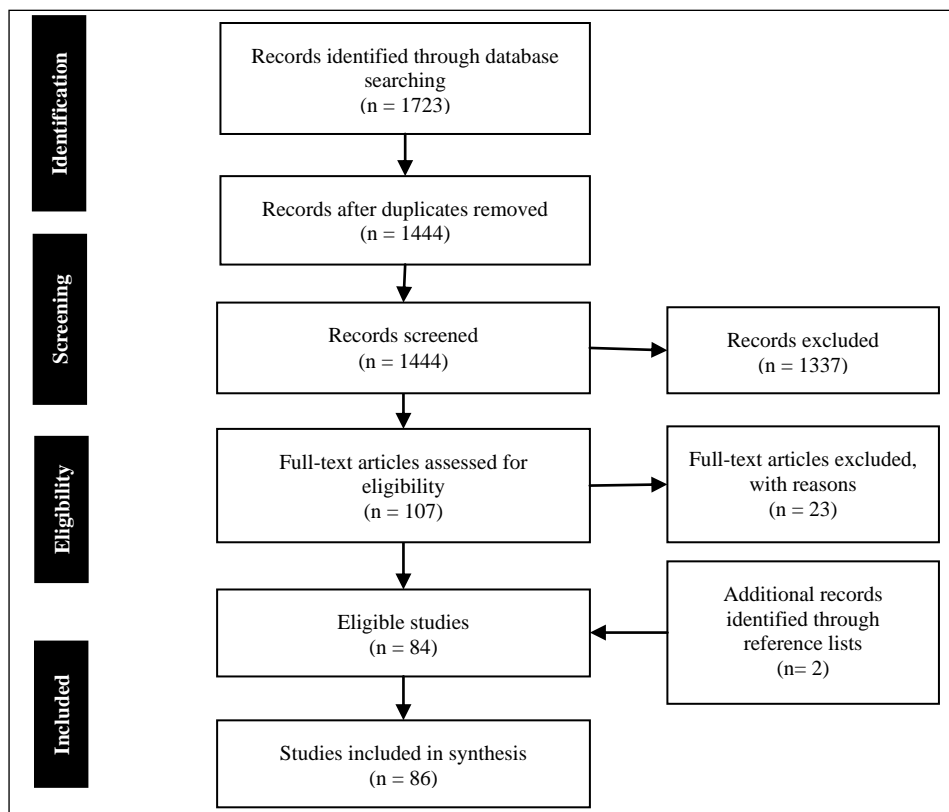 Identification
Records identified through database
searching
(n = 1723)
Records after duplicates removed
(n = 1444)
Screening
Records screened
(n = 1444)
Records excluded
(n = 1337)
Eligibility
Full-text articles assessed for
eligibility
(n = 107)
Full-text articles excluded,
with reasons
(n = 23)
Eligible studies
(n = 84)
Additional records
identified through
reference lists
(n= 2)
Included
Studies included in synthesis
(n = 86)